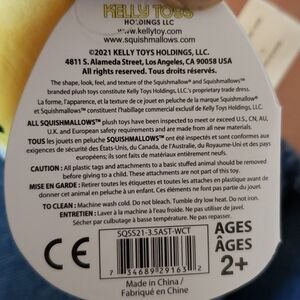 KELLY TOYS
HOLDINGS LLC
www.kellytoy.com
www.squishmallows.com
©2021 KELLY TOYS HOLDINGS, LLC.
4811 S. Alameda Street, Los Angeles, CA 90058 USA
All rights reserved. Tous droits réservés.
The shape, look, feel, and texture of the Squishmallow® and Squishmallows®
branded plush toys constitute Kelly Toys Holdings, LLC.'s proprietary trade dress.
La forme, l'apparence, et la texture de ce jouet en peluche de la marque Squishmallow® et
Squishmallows® constituent l'habillage commercial exclusif de Kelly Toys Holdings, LLC.
ALL SQUISHMALLOWS™ plush toys have been inspected to meet or exceed U.S., CN, AU,
U.K. and European safety requirements and are made from all new materials.
TOUS les jouets en peluche SQUISHMALLOWS™ ont été inspectés et sont conformes aux
exigences de sécurité des États-Unis, du Canada, de l'Australie, du Royaume-Uni et des pays
européens; ils sont faits de matériaux entièrement neufs.
CAUTION : All plastic tags and attachments to a basic stuffed animal should be removed
before giving to a child. These attachments are not part of this toy.
MISE EN GARDE : Retirer toutes les étiquettes et toutes les attaches en plastique avant de
donner cet animal en peluche à un enfant. Ces attaches ne font pas partie de ce jouet.
TO CLEAN : Machine wash cold. Do not bleach. Tumble dry low heat. Do not iron.
ENTRETIEN : Laver à la machine à l'eau froide. Ne pas utiliser de javel.
Sécher par culbutage à basse température. Ne pas repasser.
CE
SQSS21-3.5AST-WCT
7 34689 29163 2
Made in China /
Fabriqué en Chine
AGES
ÂGES
2+